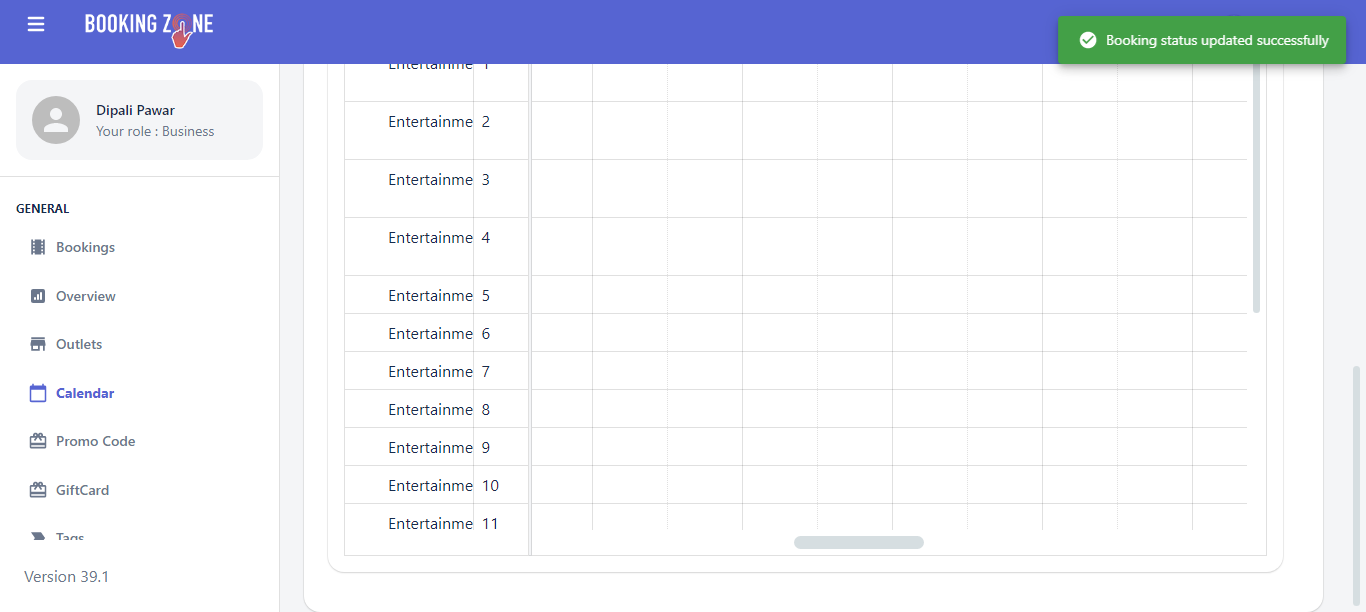 BOOKING ZONE
Booking status updated successfully
Dipali Pawar
Your role : Business
GENERAL
Bookings
Overview
Outlets
Calendar
Promo Code
GiftCard
Tags
Version 39.1
Entertainme 1
Entertainme 2
Entertainme 3
Entertainme 4
Entertainme 5
Entertainme 6
Entertainme 7
Entertainme 8
Entertainme 9
Entertainme 10
Entertainme 11